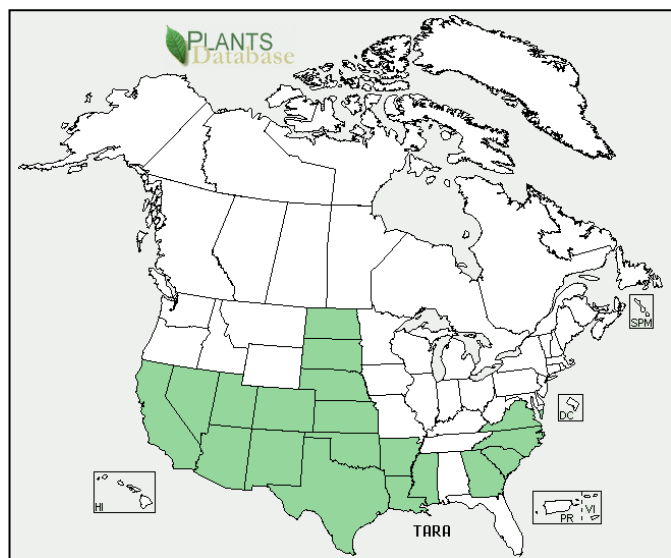 PLANTS
Database
SPM
DC
HI
PR
VI
TARA